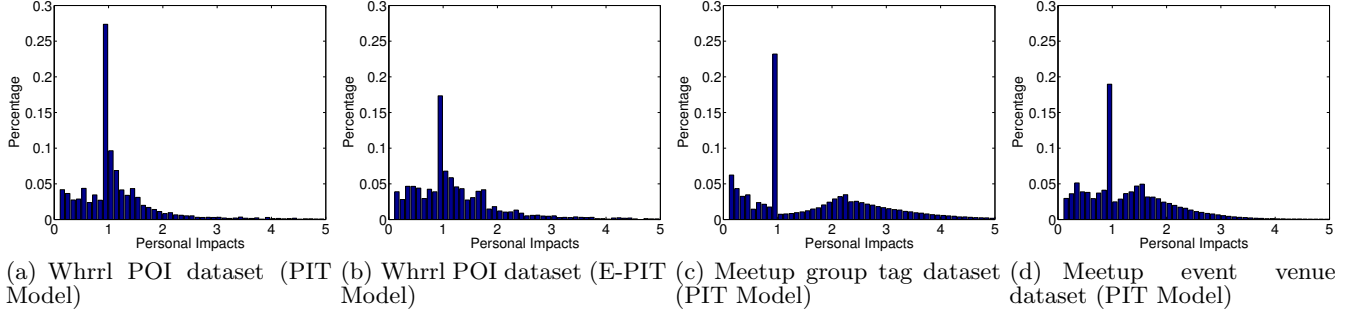 0.3
0.25
0.2
0.15
0.1
0.05
0
Percentage
0 1 2 3 4 5
Personal Impacts
(a) Whrrl POI dataset (PIT
Model)
0.3
0.25
0.2
0.15
0.1
0.05
0
Percentage
0 1 2 3 4 5
Personal Impacts
(b) Whrrl POI dataset (E-PIT
Model)
0.3
0.25
0.2
0.15
0.1
0.05
0
Percentage
0 1 2 3 4 5
Personal Impacts
(c) Meetup group tag dataset
(PIT Model)
0.3
0.25
0.2
0.15
0.1
0.05
0
Percentage
0 1 2 3 4 5
Personal Impacts
(d) Meetup event venue
dataset (PIT Model)